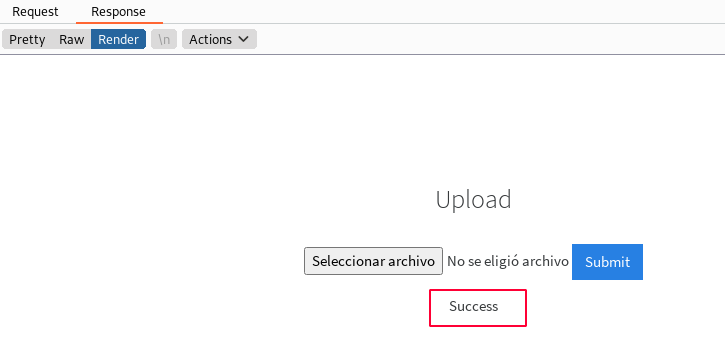 Request Response
Pretty Raw Render \n Actions
Upload
Seleccionar archivo No se eligió archivo Submit
Success